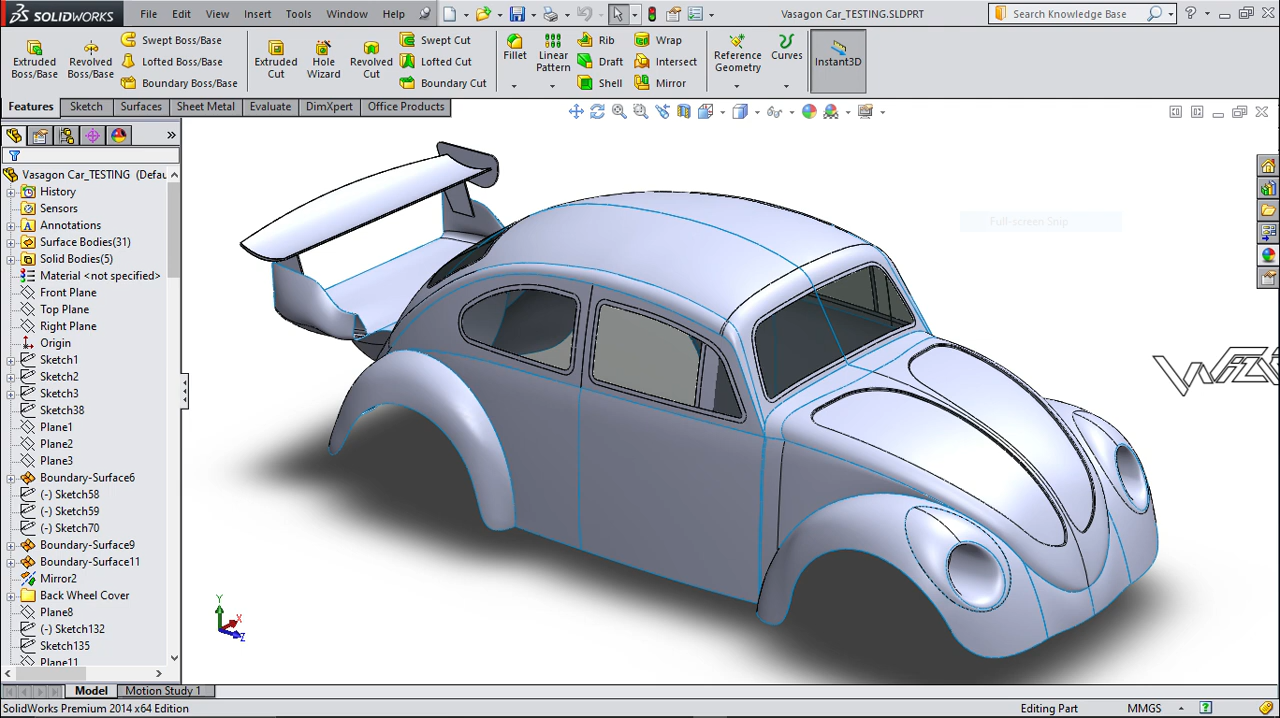 SOLIDWORKS File Edit View Insert Tools Window Help Vasagon Car_TESTING.SLDPRT Search Knowledge Base ?
Extruded Boss/Base
Revolved Boss/Base
Swept Boss/Base
Lofted Boss/Base
Boundary Boss/Base
Extruded Cut
Hole Wizard
Revolved Cut
Swept Cut
Lofted Cut
Boundary Cut
Fillet
Linear Pattern
Rib
Draft
Shell
Wrap
Intersect
Mirror
Reference Geometry
Curves
Instant3D
Features Sketch Surfaces Sheet Metal Evaluate DimXpert Office Products
Vasagon Car_TESTING (Defau
History
Sensors
Annotations
Surface Bodies(31)
Solid Bodies(5)
Material <not specified>
Front Plane
Top Plane
Right Plane
Origin
Sketch1
Sketch2
Sketch3
Sketch38
Plane1
Plane2
Plane3
Boundary-Surface6
(-) Sketch58
(-) Sketch59
(-) Sketch70
Boundary-Surface9
Boundary-Surface11
Mirror2
Back Wheel Cover
Plane8
(-) Sketch132
Sketch135
Plane11
Full-screen Snip
Y
X
Z
Model Motion Study 1
SolidWorks Premium 2014 x64 Edition Editing Part MMGS ?